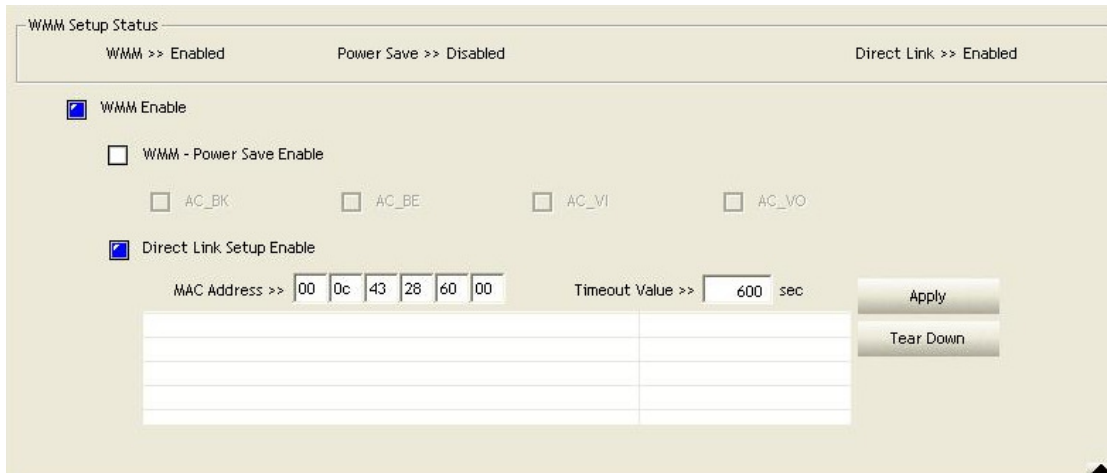 WMM Setup Status
WMM >> Enabled Power Save >> Disabled Direct Link >> Enabled
WMM Enable
WMM - Power Save Enable
AC_BK AC_BE AC_VI AC_VO
Direct Link Setup Enable
MAC Address >> 00 0c 43 28 60 00 Timeout Value >> 600 sec Apply
Tear Down